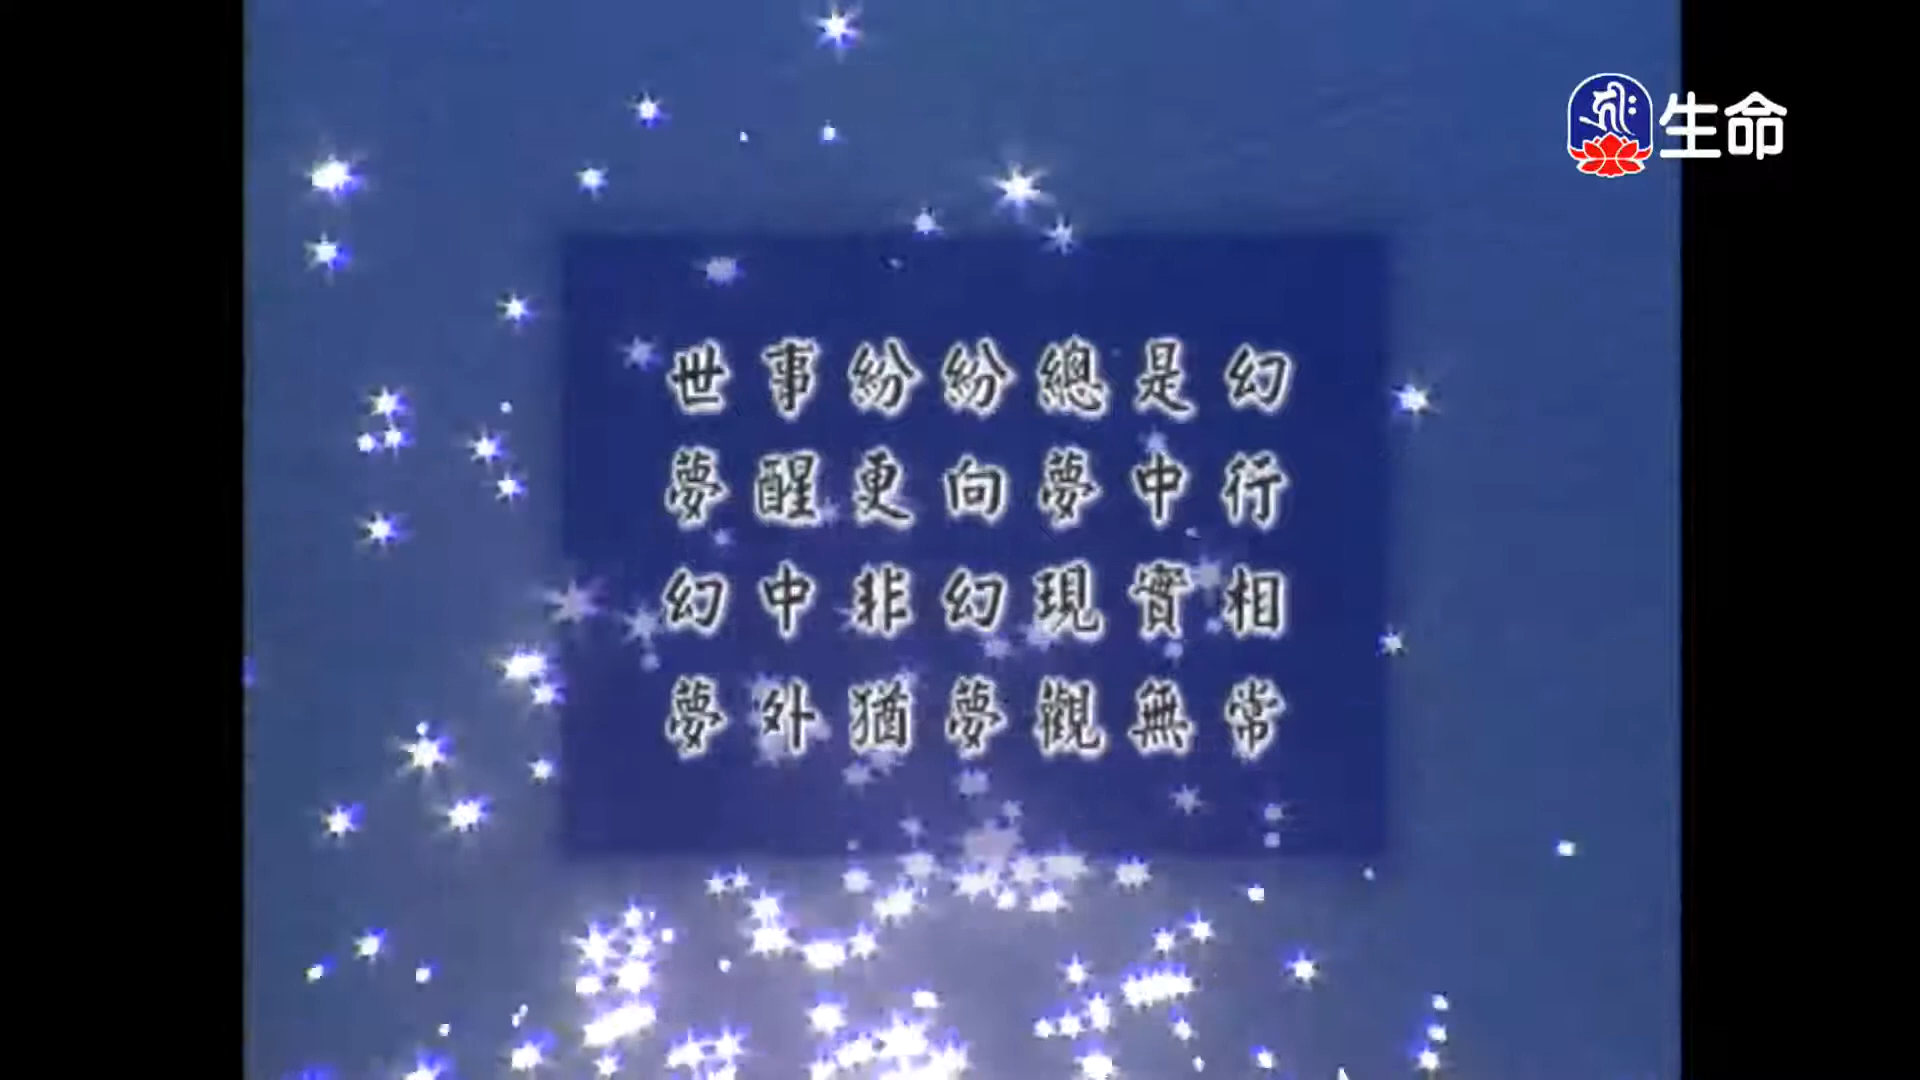 生命
世事紛紛總是幻
夢醒更向夢中行
幻中非幻現實相
夢外猶夢觀無常